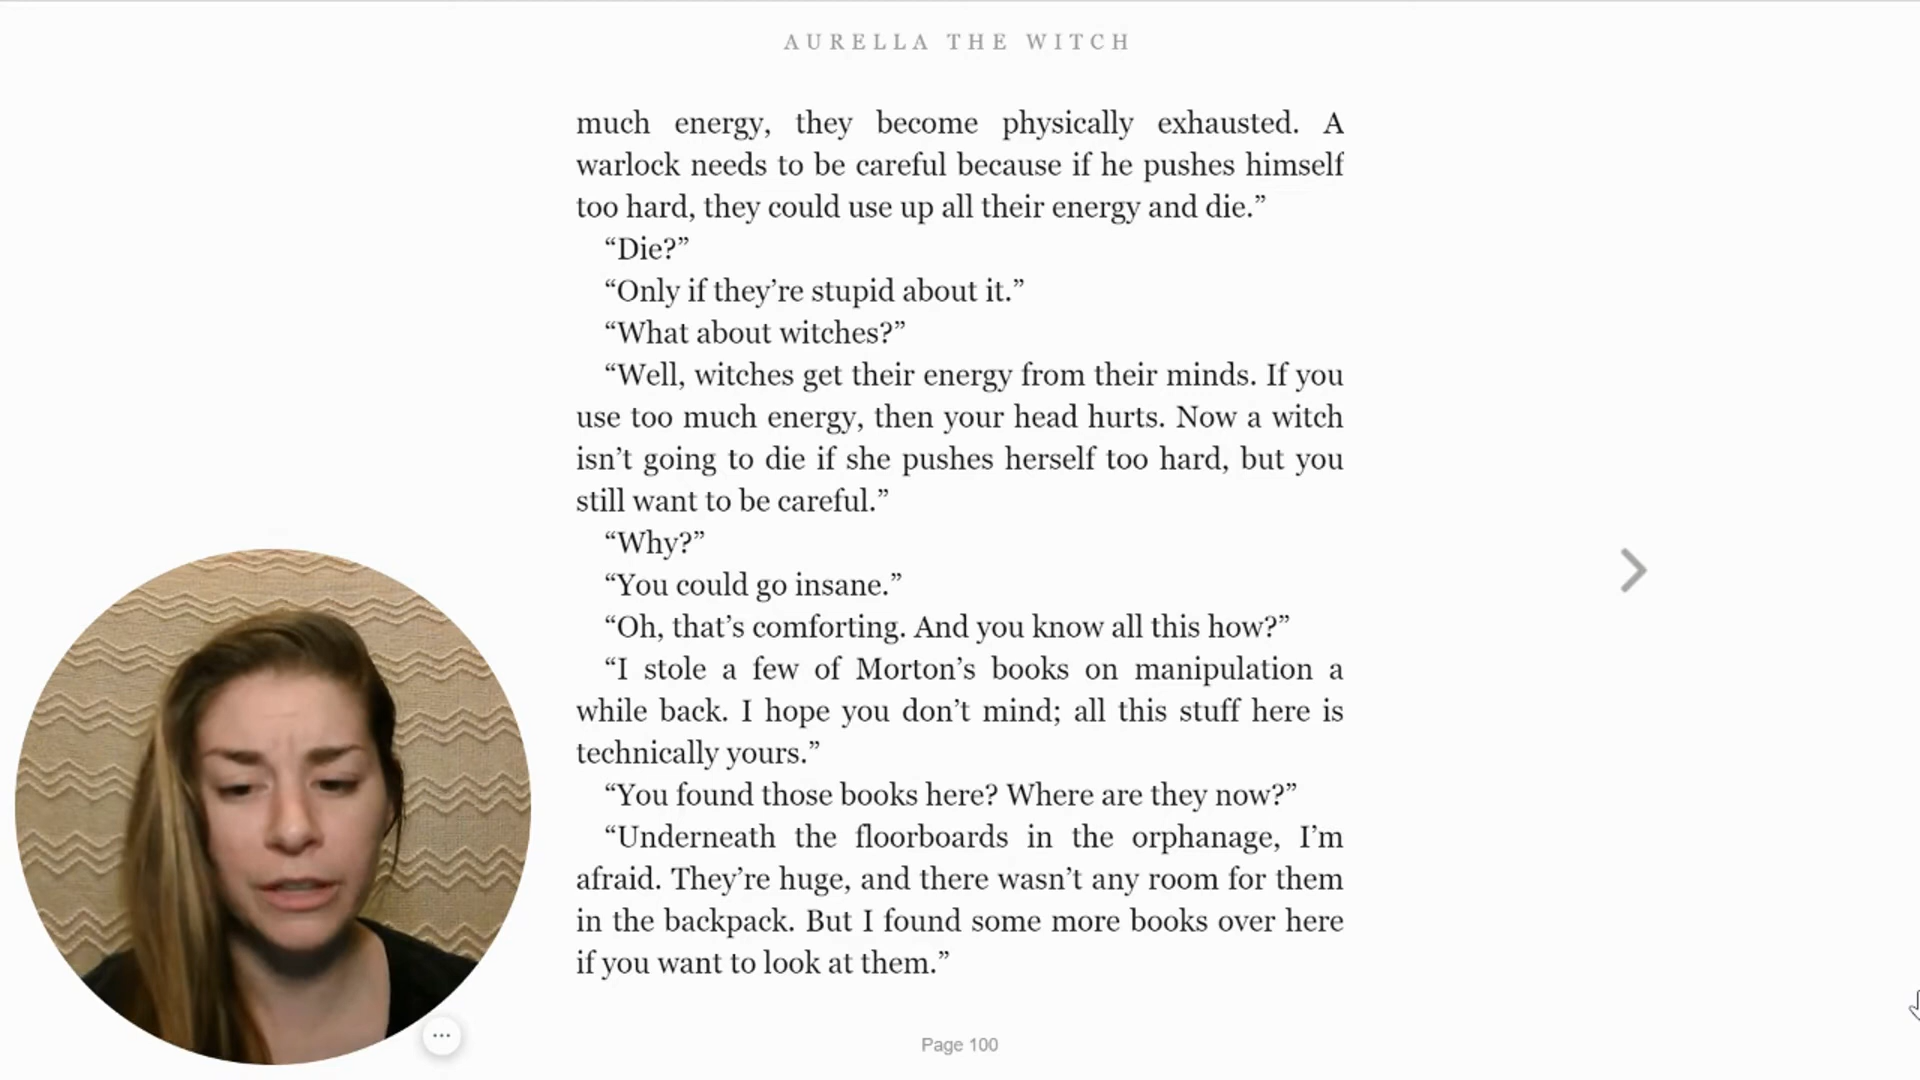 AURELLA THE WITCH
much energy, they become physically exhausted. A
warlock needs to be careful because if he pushes himself
too hard, they could use up all their energy and die.”
“Die?”
“Only if they’re stupid about it.”
“What about witches?”
“Well, witches get their energy from their minds. If you
use too much energy, then your head hurts. Now a witch
isn’t going to die if she pushes herself too hard, but you
still want to be careful.”
“Why?”
“You could go insane.”
“Oh, that’s comforting. And you know all this how?”
“I stole a few of Morton’s books on manipulation a
while back. I hope you don’t mind; all this stuff here is
technically yours.”
“You found those books here? Where are they now?”
“Underneath the floorboards in the orphanage, I’m
afraid. They’re huge, and there wasn’t any room for them
in the backpack. But I found some more books over here
if you want to look at them.”
Page 100